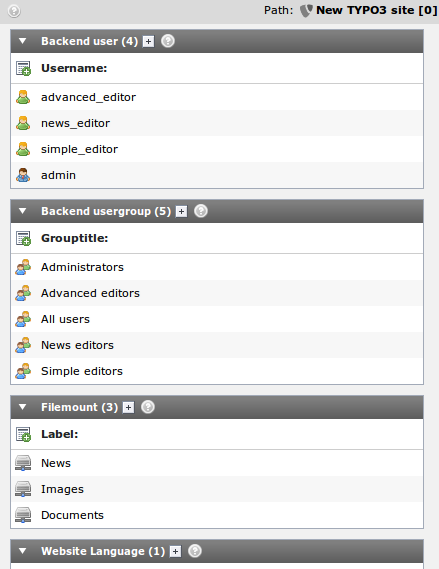 Path: New TYPO3 site [0]
Backend user (4)
Username:
advanced_editor
news_editor
simple_editor
admin
Backend usergroup (5)
Grouptitle:
Administrators
Advanced editors
All users
News editors
Simple editors
Filemount (3)
Label:
News
Images
Documents
Website Language (1)